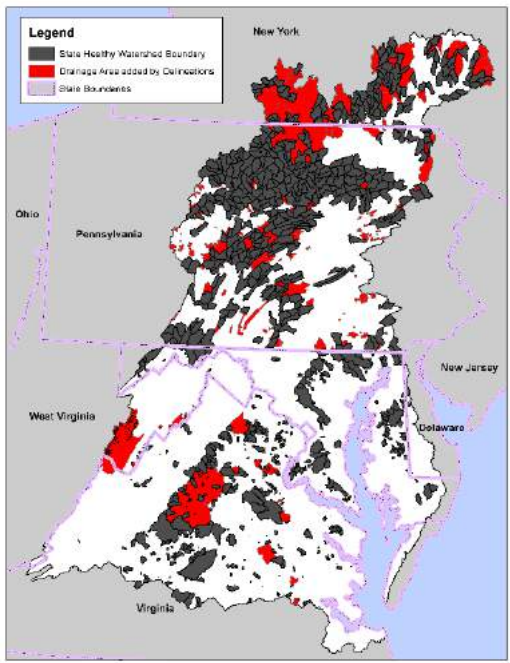 New York
Legend
State Healthy Watershed Boundary
Drainage Area added by Delineations
State Boundaries
Ohio
Pennsylvania
New Jersey
West Virginia
Delaware
Virginia